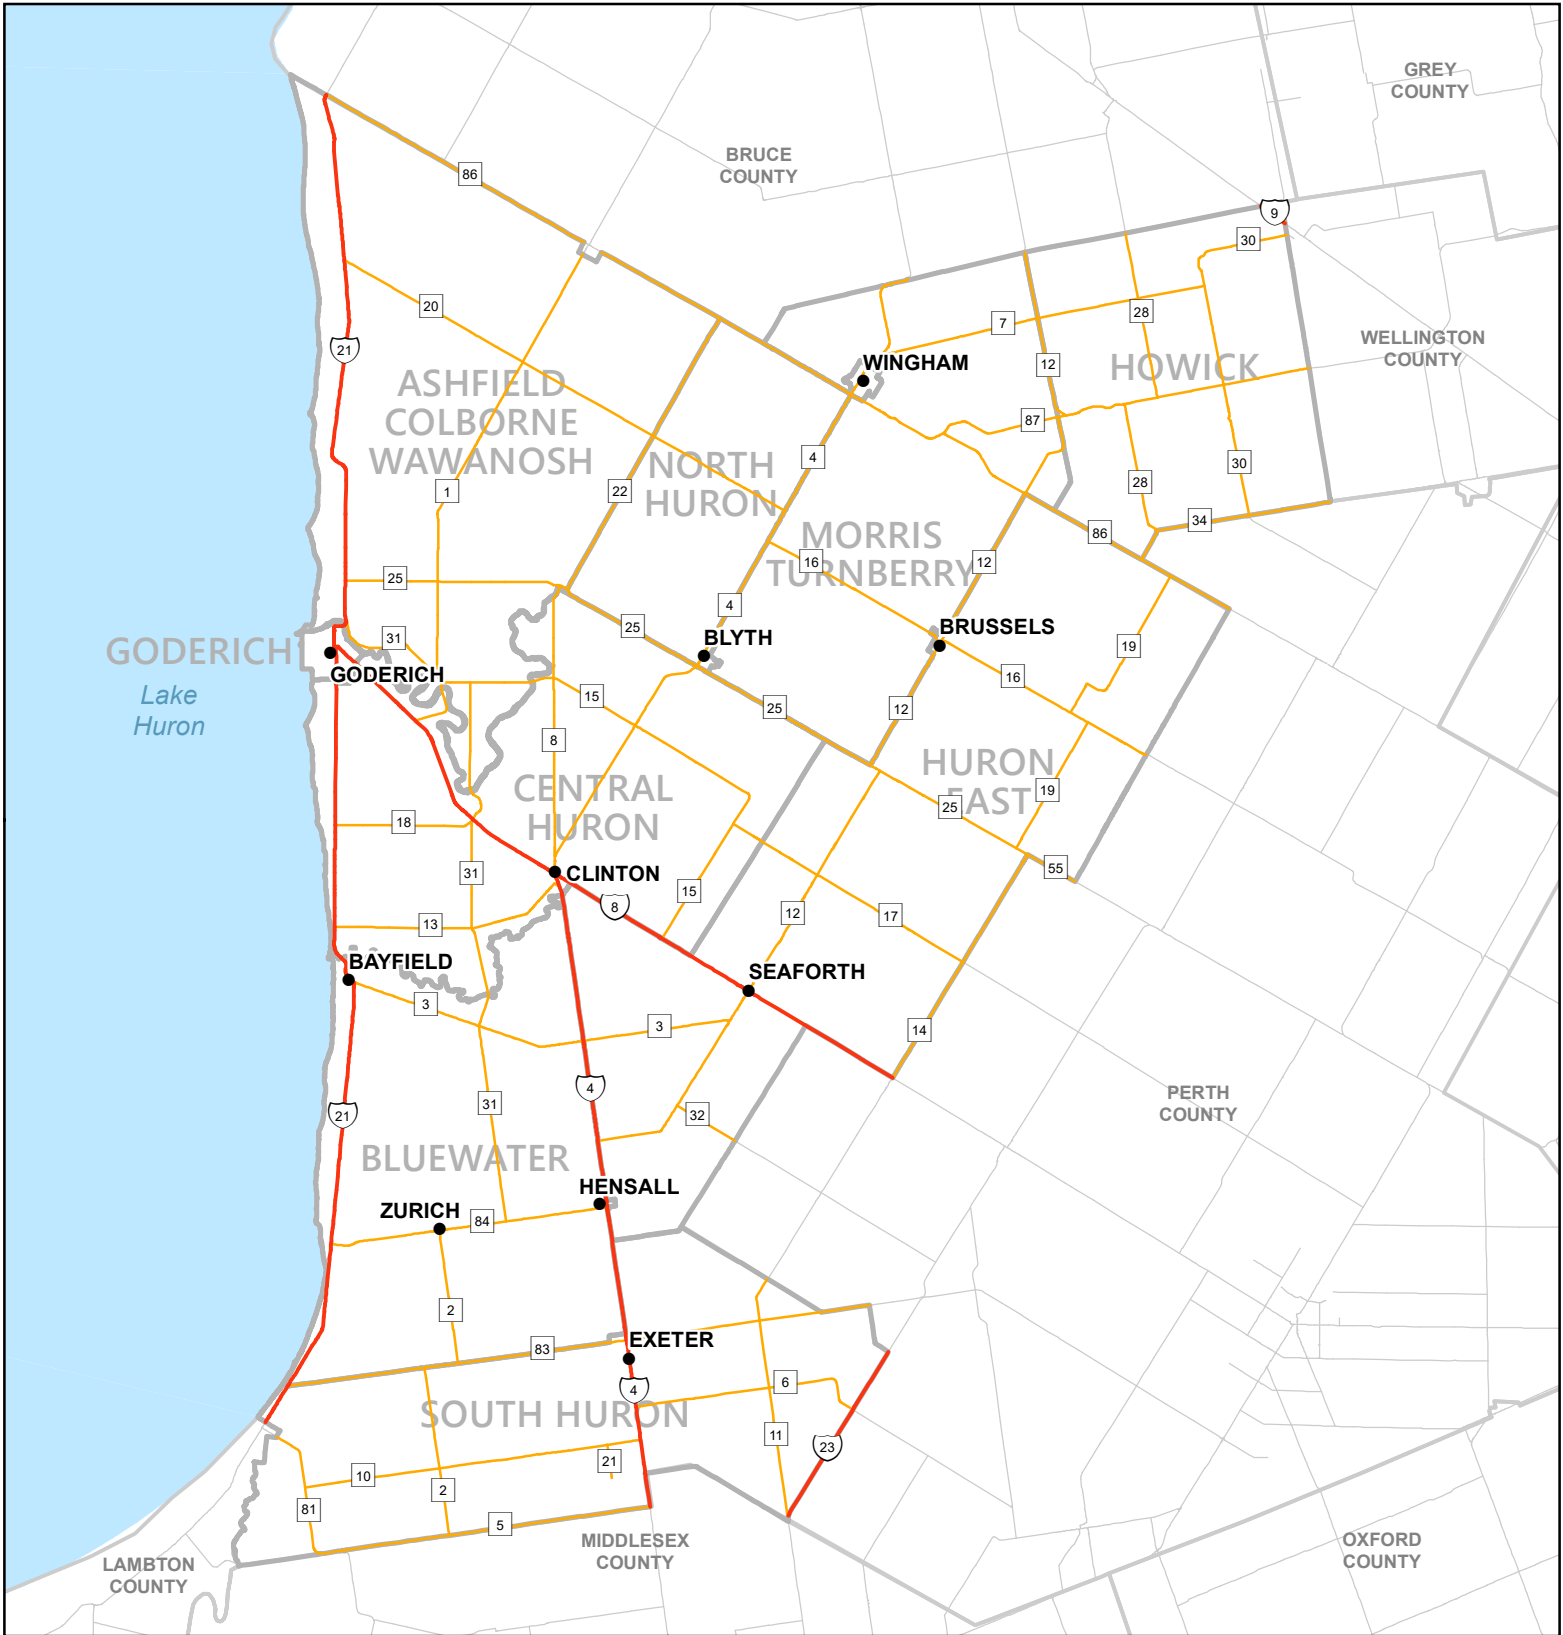 GREY
COUNTY
BRUCE
COUNTY
86
9
30
20
28
7
WELLINGTON
COUNTY
21
WINGHAM
12
HOWICK
ASHFIELD
COLBORNE
WAWANOSH
87
4
NORTH
HURON
1
22
30
28
34
86
MORRIS
TURNBERRY
16
12
25
4
25
31
BLYTH
BRUSSELS
19
GODERICH
GODERICH
Lake
Huron
15
16
25
12
8
HURON
EAST
CENTRAL
HURON
19
25
18
55
31
CLINTON
15
8
12
17
13
BAYFIELD
SEAFORTH
3
3
14
4
31
21
32
PERTH
COUNTY
BLUEWATER
HENSALL
ZURICH
84
2
EXETER
83
6
4
SOUTH HURON
11
23
21
10
2
81
5
MIDDLESEX
COUNTY
OXFORD
COUNTY
LAMBTON
COUNTY